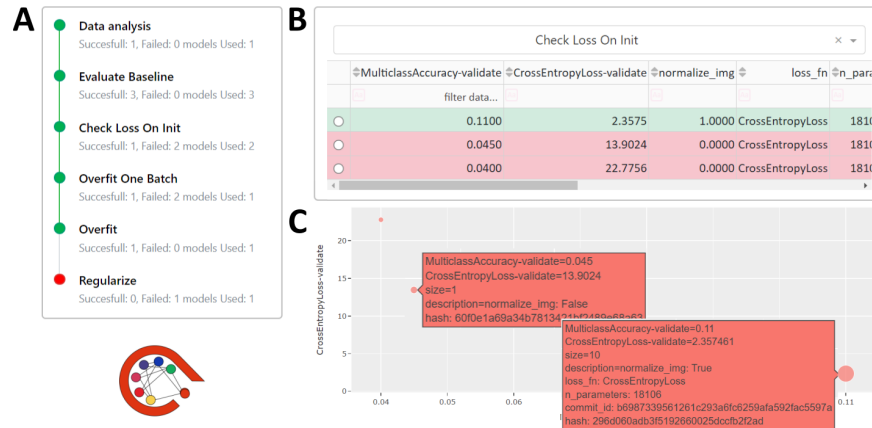 A
Data analysis
Succesfull: 1, Failed: 0 models Used: 1
Evaluate Baseline
Succesfull: 3, Failed: 0 models Used: 3
Check Loss On Init
Succesfull: 1, Failed: 2 models Used: 2
Overfit One Batch
Succesfull: 1, Failed: 2 models Used: 1
Overfit
Succesfull: 1, Failed: 0 models Used: 1
Regularize
Succesfull: 0, Failed: 1 models Used: 1
B
Check Loss On Init
MulticlassAccuracy-validate CrossEntropyLoss-validate normalize_img loss_fn n_para
filter data...
0.1100 2.3575 1.0000 CrossEntropyLoss 1810
0.0450 13.9024 0.0000 CrossEntropyLoss 1810
0.0400 22.7756 0.0000 CrossEntropyLoss 1810
C
CrossEntropyLoss-validate
20
15
10
5
0
0.04 0.05 0.06 0.11
MulticlassAccuracy-validate=0.045
CrossEntropyLoss-validate=13.9024
size=1
description=normalize_img: False
MulticlassAccuracy-validate=0.11
CrossEntropyLoss-validate=2.357461
size=10
description=normalize_img: True
loss_fn: CrossEntropyLoss
n_parameters: 18106
commit_id: b6987339561261c293a6fc6259afa592fac5597a
hash: 296d060adb3f5192660025dccfb2f2ad